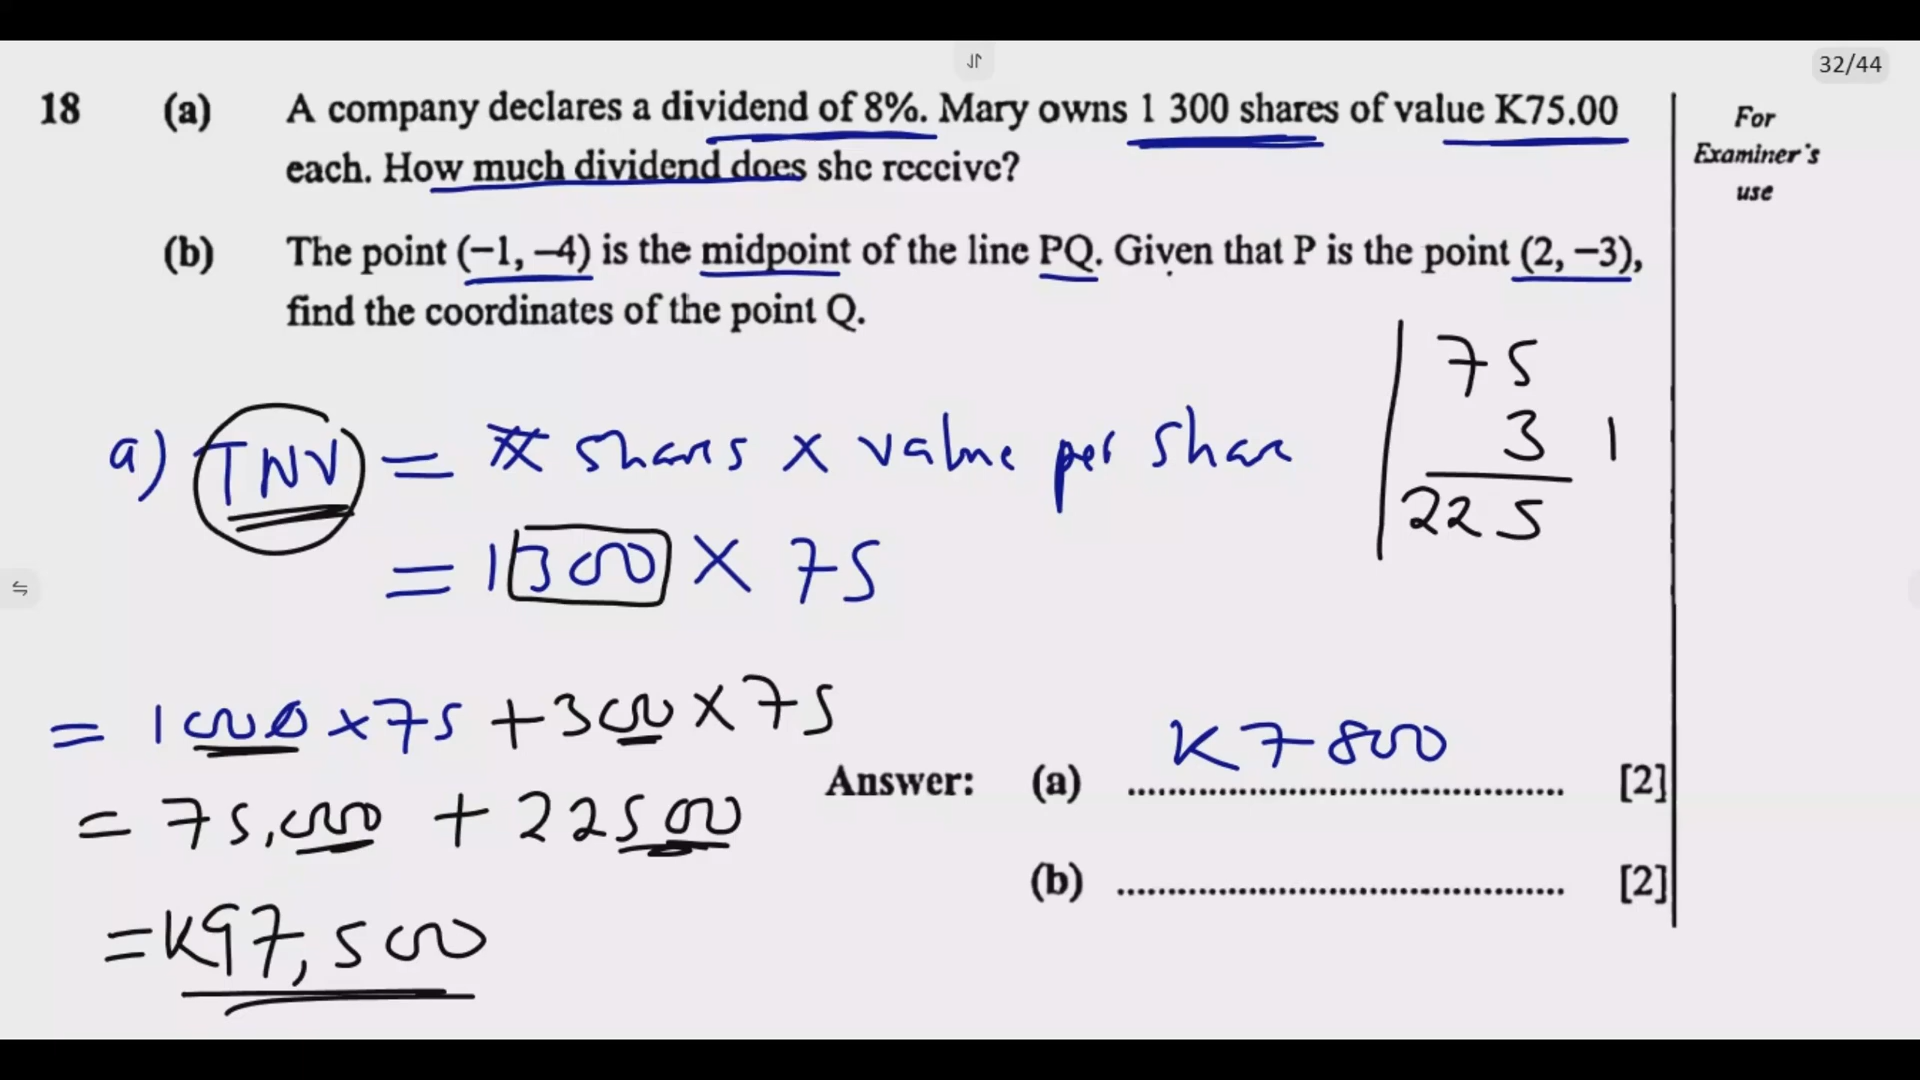 32/44
18 (a) A company declares a dividend of 8%. Mary owns 1 300 shares of value K75.00
each. How much dividend does she receive?
For
Examiner's
use
(b) The point (−1, −4) is the midpoint of the line PQ. Given that P is the point (2, −3),
find the coordinates of the point Q.
a) TNV = # shares × value per share
= 1300 × 75
75
3 1
225
= 1000 × 75 + 300 × 75
= 75,000 + 22500
= K97,500
Answer: (a) K7800 [2]
(b) [2]